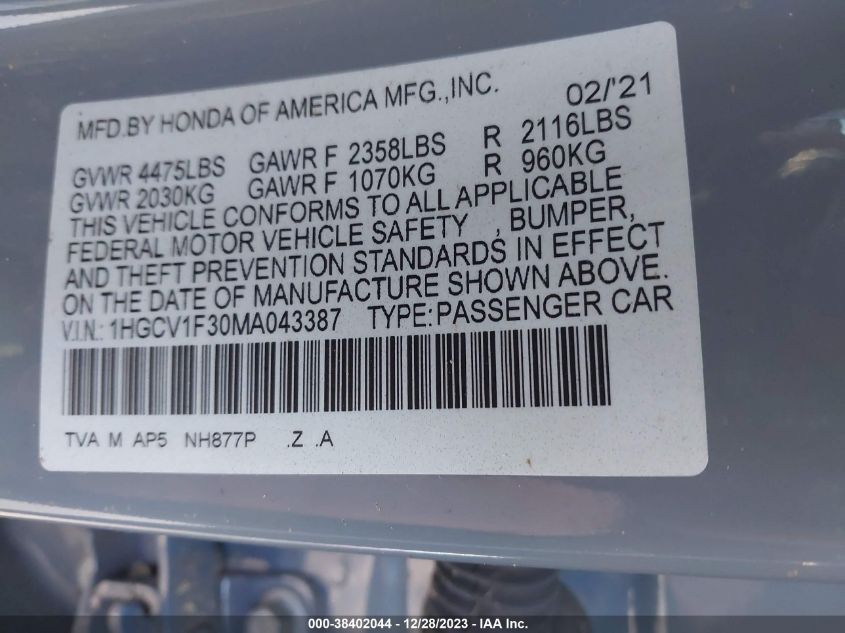 MFD.BY HONDA OF AMERICA MFG.,INC. 02/'21
GVWR 4475LBS GAWR F 2358LBS R 2116LBS
GVWR 2030KG GAWR F 1070KG R 960KG
THIS VEHICLE CONFORMS TO ALL APPLICABLE
FEDERAL MOTOR VEHICLE SAFETY , BUMPER,
AND THEFT PREVENTION STANDARDS IN EFFECT
ON THE DATE OF MANUFACTURE SHOWN ABOVE.
V.I.N.: 1HGCV1F30MA043387 TYPE:PASSENGER CAR
TVA M AP5 NH877P .Z .A
000-38402044 - 12/28/2023 - IAA Inc.